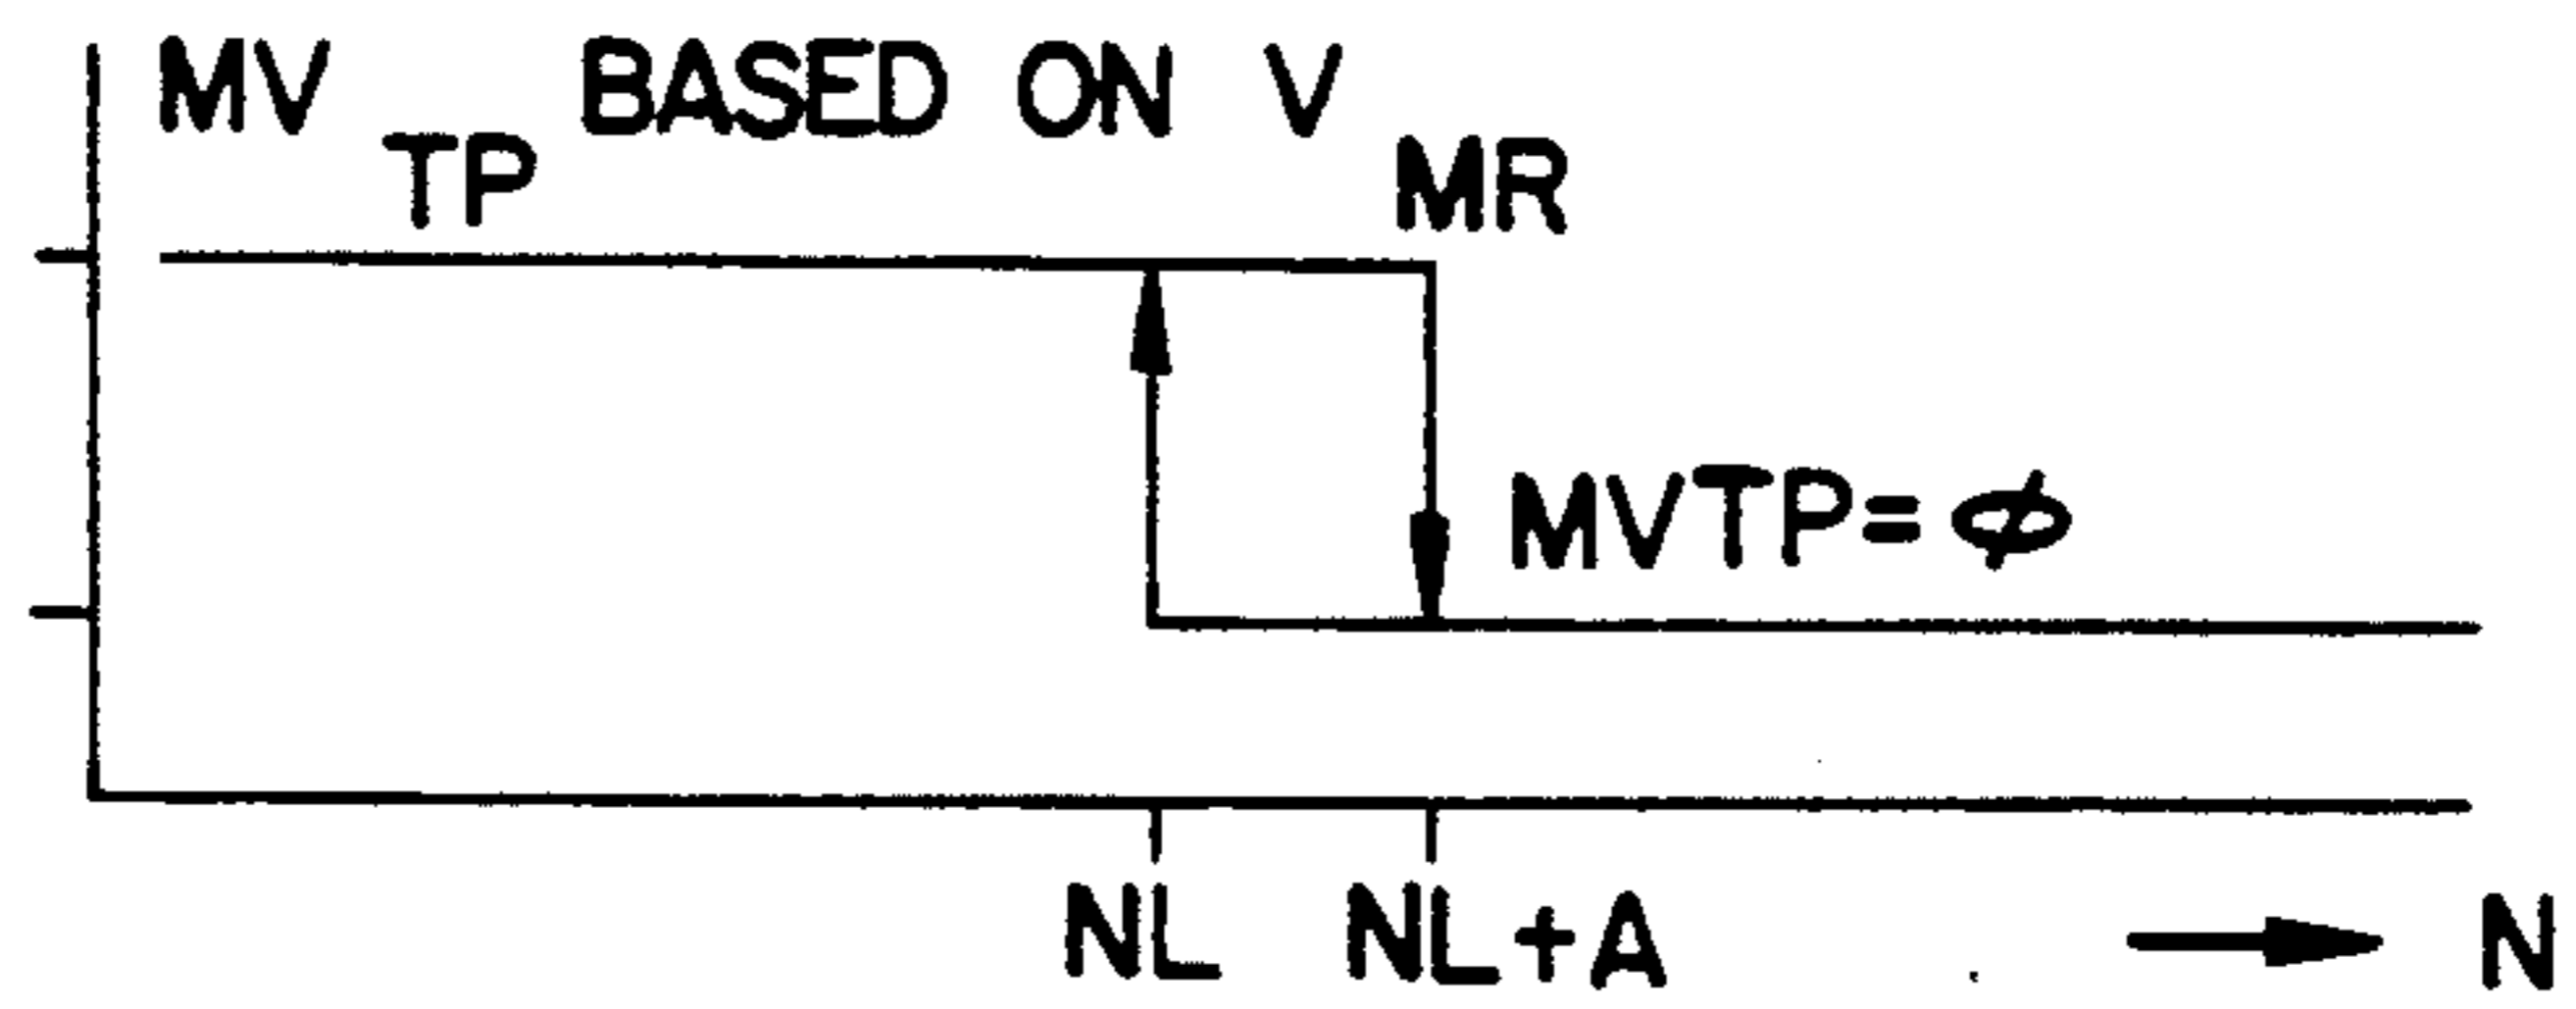 MV TP BASED ON V MR
MVTP=ϕ
NL NL+A N